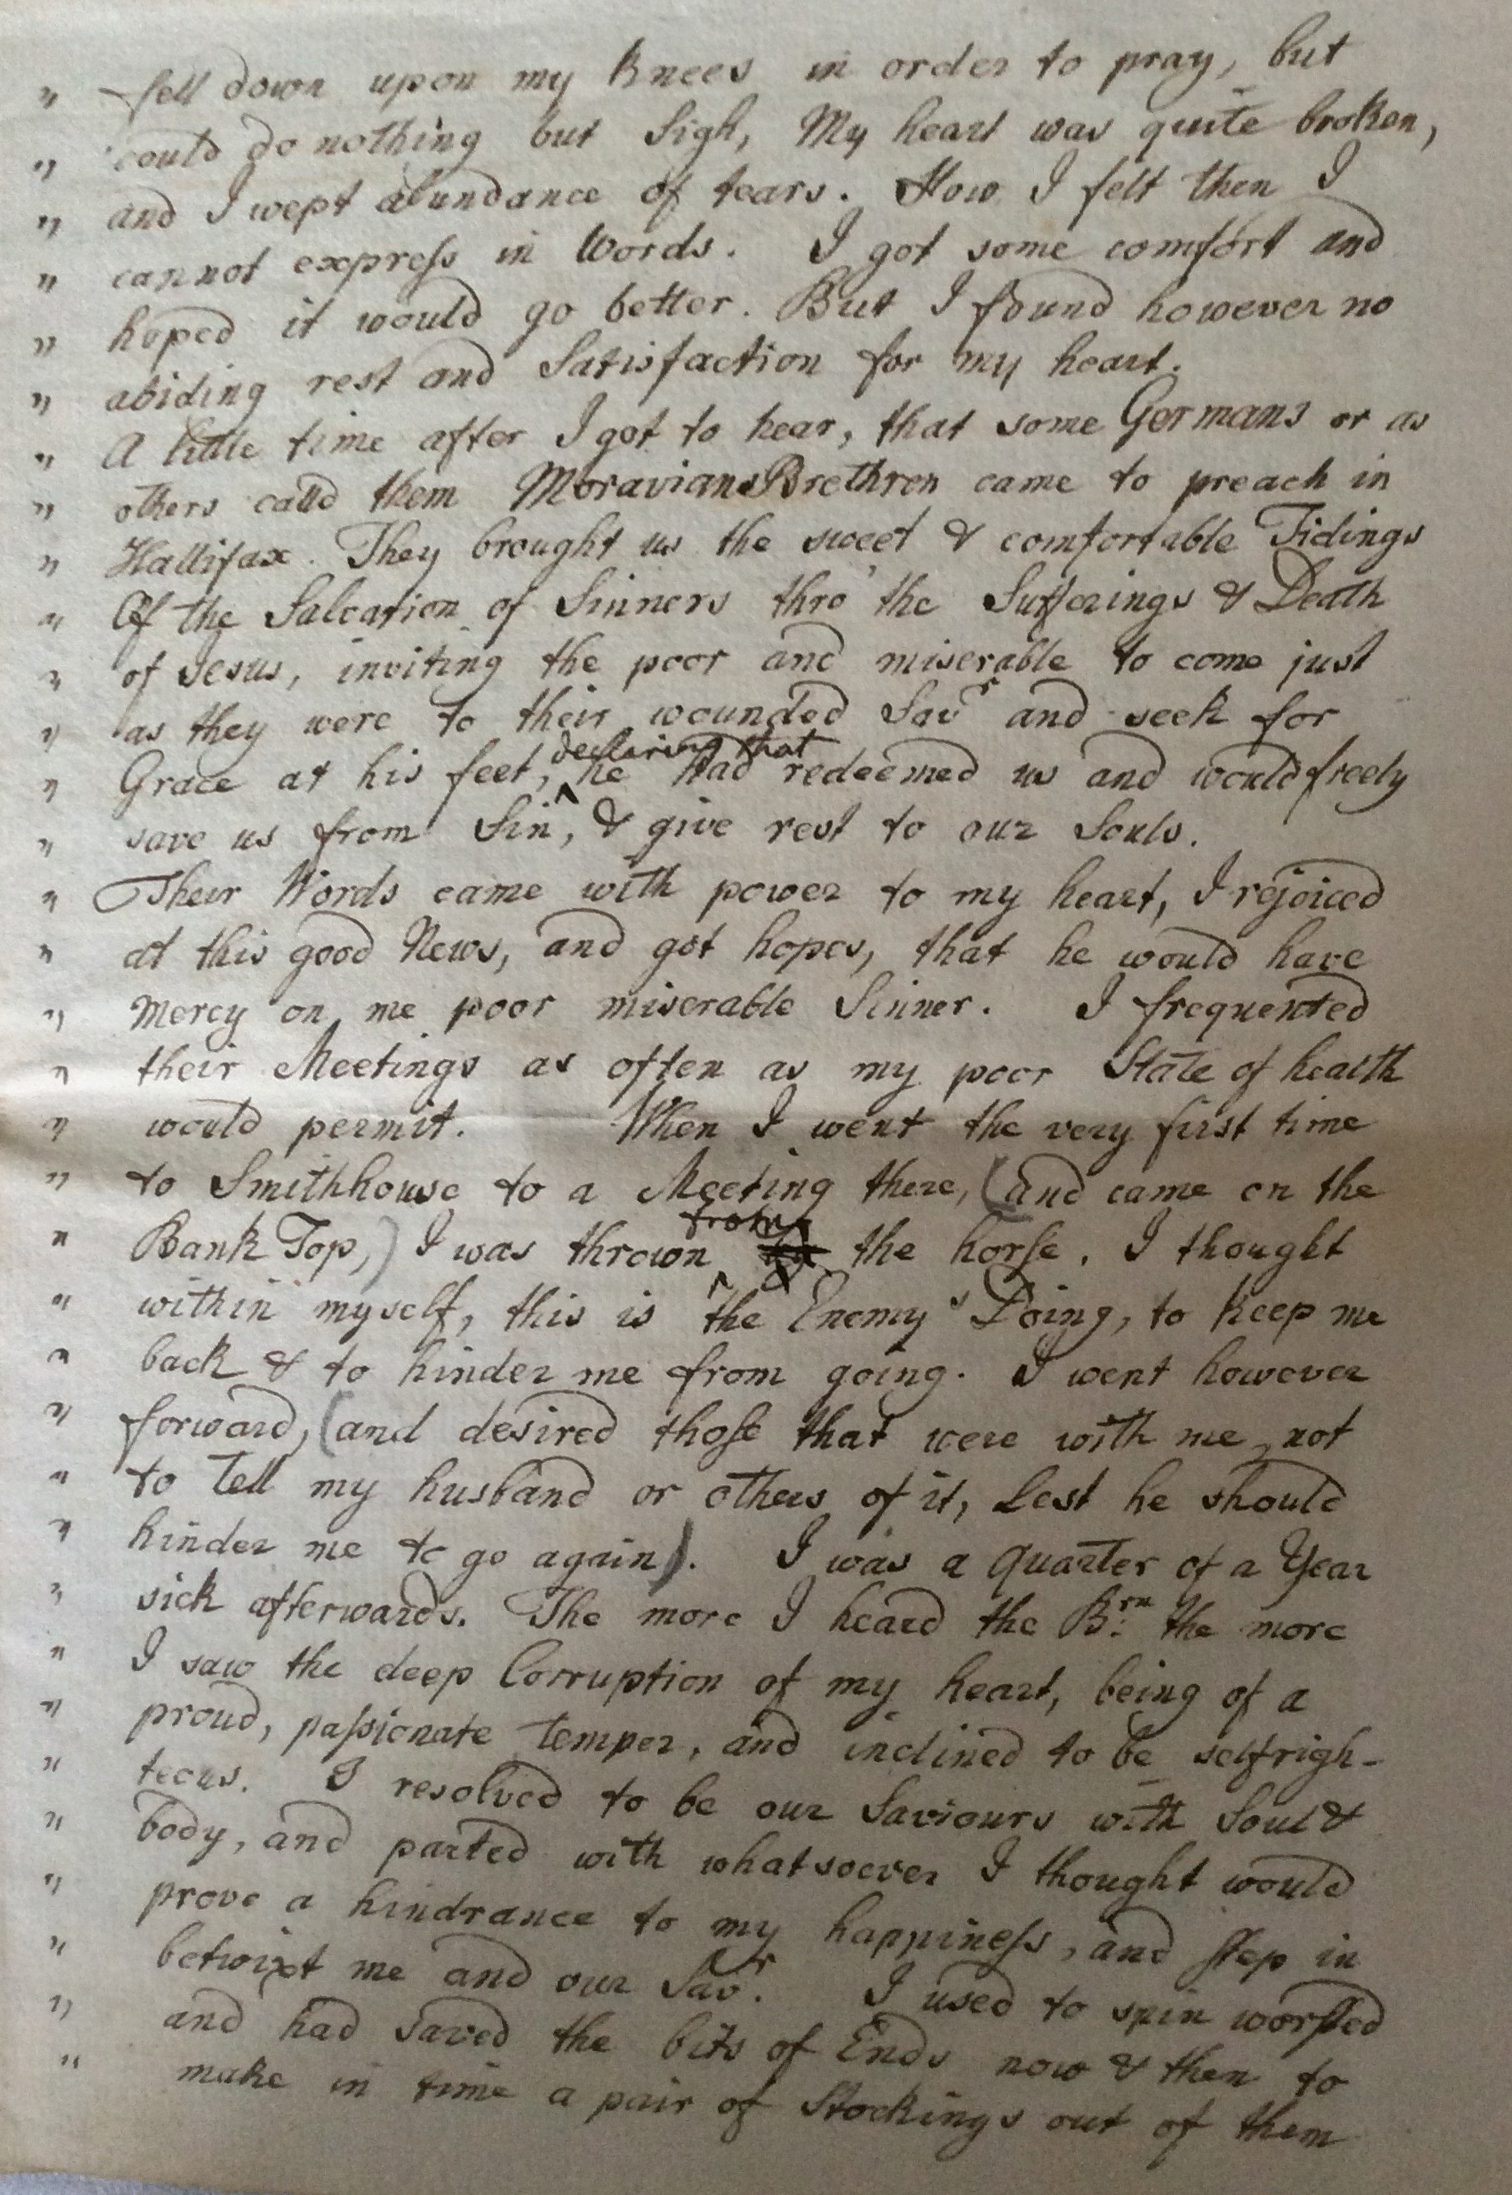 " fell down upon my knees in order to pray, but
" could do nothing but Sigh, My heart was quite broken,
" and I wept abundance of tears. How I felt then I
" cannot expreſs in Words. I got some comfort and
" hoped it would go better. But I found however no
" abiding rest and Satisfaction for my heart.
" A little time after I got to hear, that some Germans or as
" others calld them Moravians Brethren came to preach in
" Hallifax. They brought us the sweet & comfortable Tidings
" Of the Salvation of Sinners thro' the Sufferings & Death
" of Jesus, inviting the poor and miserable to come just
" as they were to their wounded Savr and seek for
declaring that
" Grace at his feet, ^ he had redeemed us and would freely
" save us from Sin, & give rest to our Souls.
" Their Words came with power to my heart, I rejoiced
" at this good News, and got hopes, that he would have
" Mercy on me poor miserable Sinner. I frequented
" their Meetings as often as my poor State of health
" would permit. When I went the very first time
" to Smithhouse to a Meeting there, (and came on the
from
" Bank Top,) I was thrown ^ the horſe. I thought
" within myself, this is the Enemy's Doing, to keep me
" back & to hinder me from going. I went however
" forward, (and desired thoſe that were with me not
" to tell my husband or others of it, lest he should
" hinder me to go again). I was a quarter of a Year
" sick afterwards. The more I heard the Brn: the more
" I saw the deep Corruption of my heart, being of a
" proud, paſsionate temper, and inclined to be selfrigh-
" teous. I resolved to be our Saviours with Soul &
" body, and parted with whatsoever I thought would
" prove a hindrance to my happineſs, and ſtep in
" betwixt me and our Savr. I used to spin worſted
" and had saved the bits of Ends now & then to
" make in time a pair of Stockings out of them